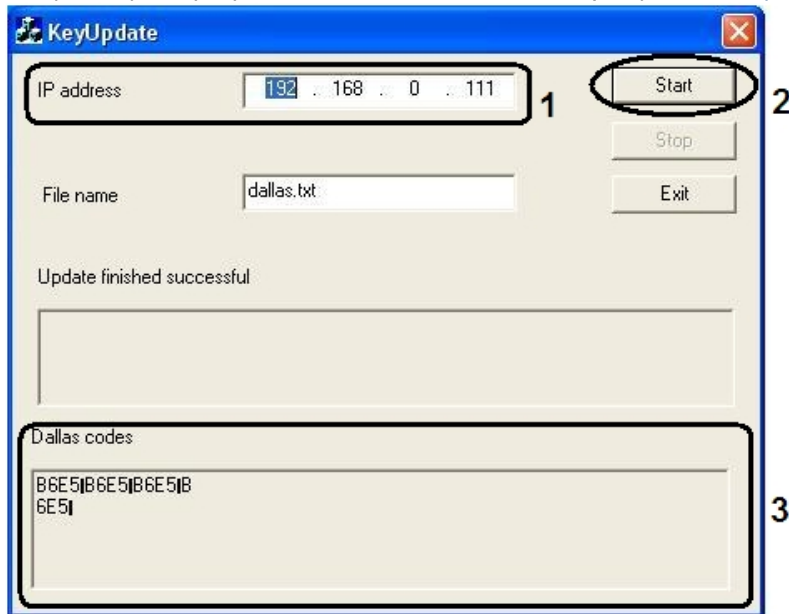 KeyUpdate
IP address 192 . 168 . 0 . 111
1
Start
2
Stop
File name dallas.txt
Exit
Update finished successful
Dallas codes
B6E5|B6E5|B6E5|B
6E5|
3